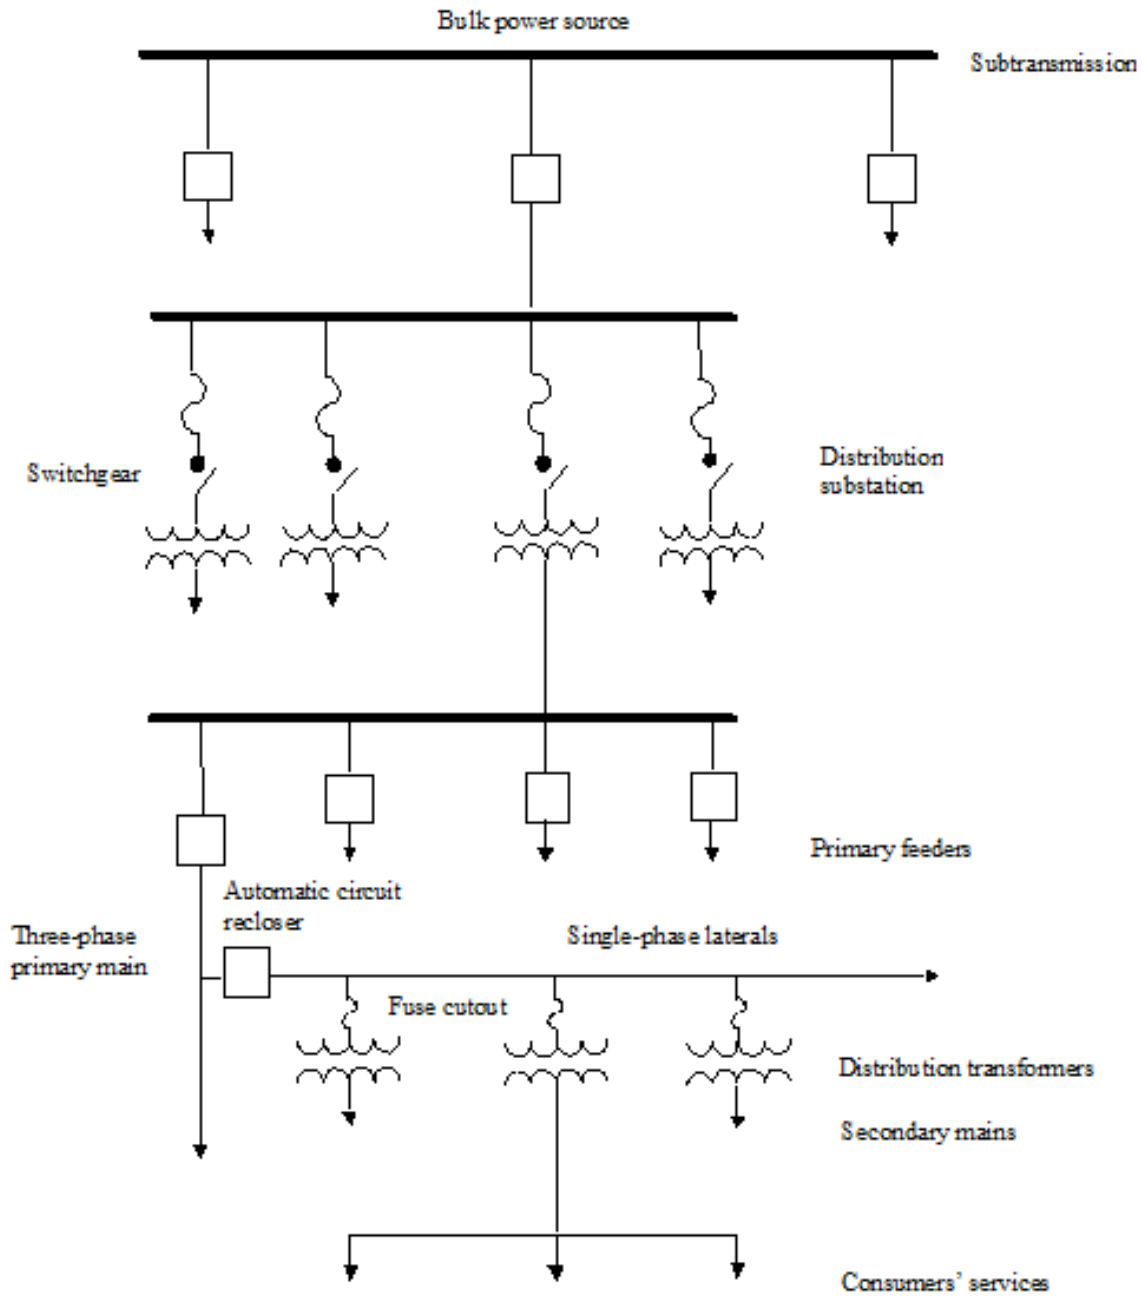 Bulk power source
Subtransmission
Switchgear
Distribution
substation
Primary feeders
Automatic circuit
recloser
Three-phase
primary main
Single-phase laterals
Fuse cutout
Distribution transformers
Secondary mains
Consumers' services